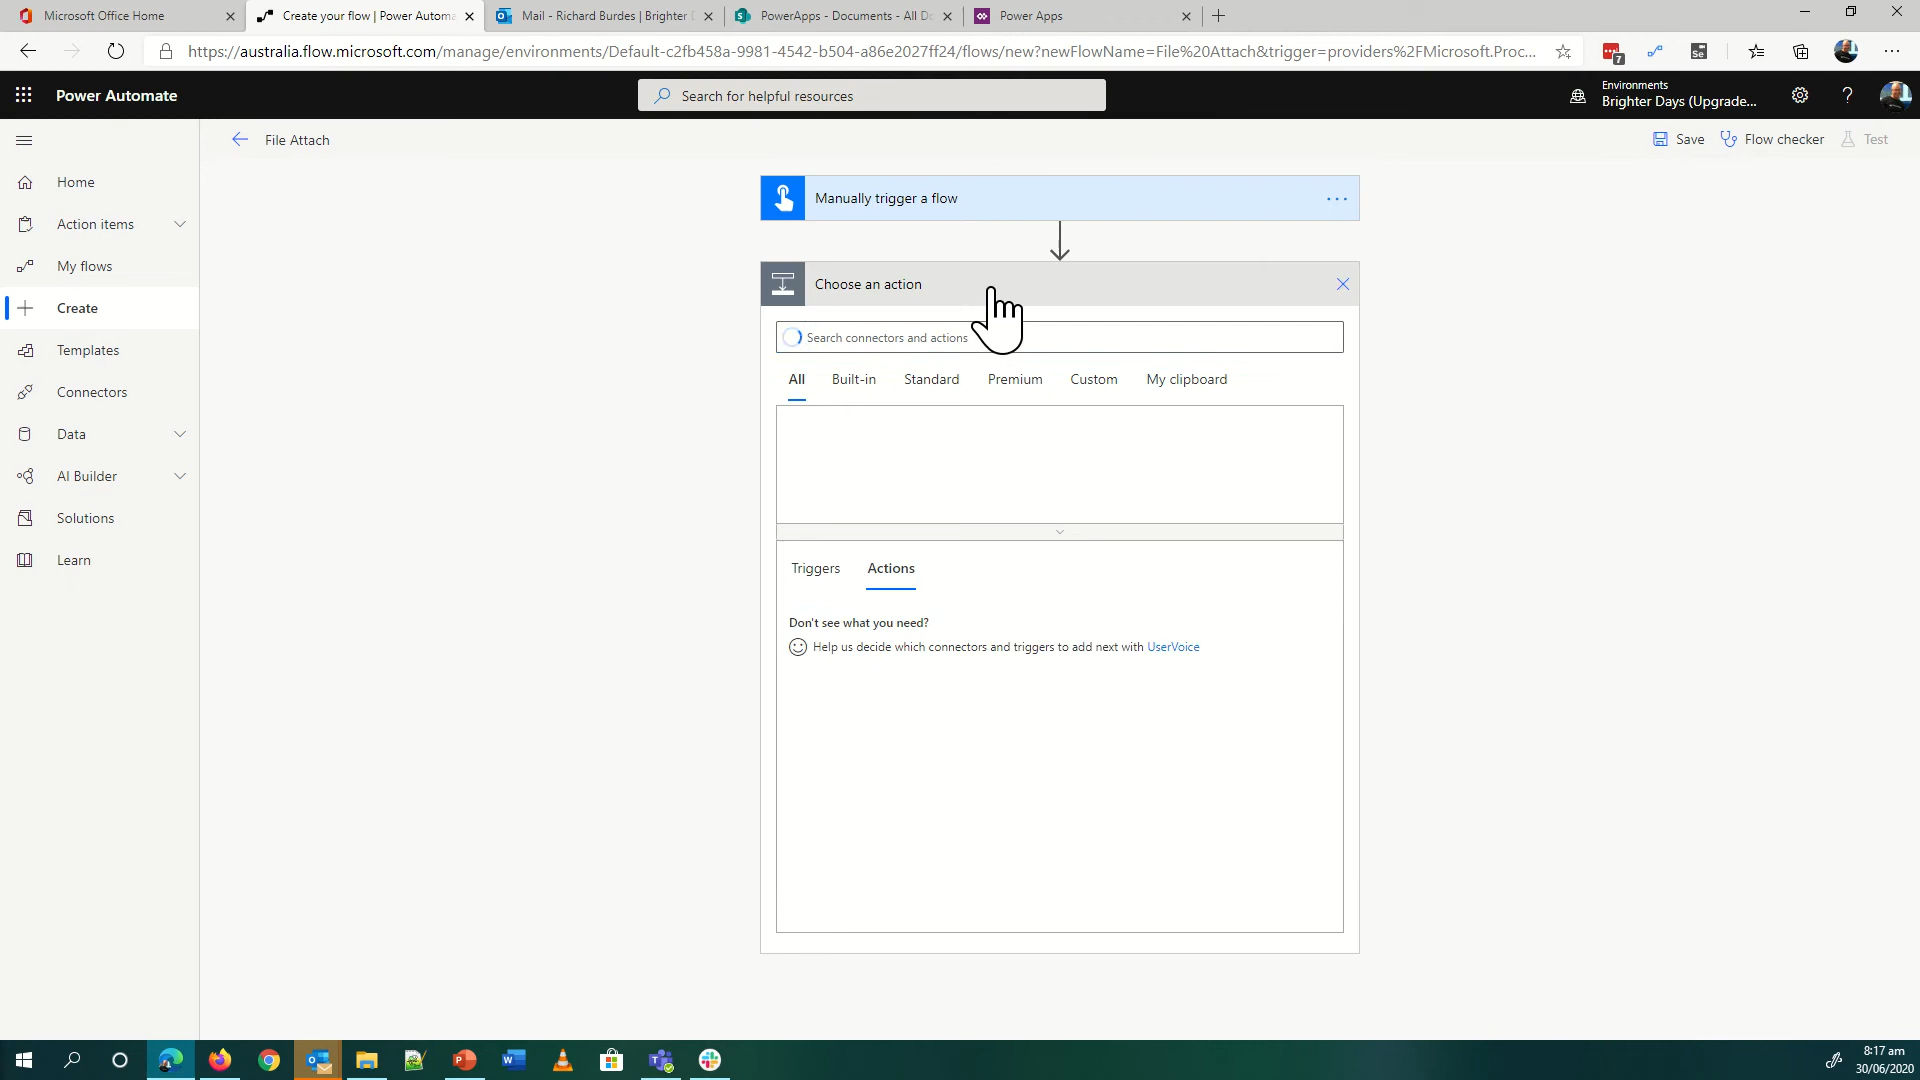 Microsoft Office Home
Create your flow | Power Automa
Mail - Richard Burdes | Brighter
PowerApps - Documents - All Do
Power Apps
https://australia.flow.microsoft.com/manage/environments/Default-c2fb458a-9981-4542-b504-a86e2027ff24/flows/new?newFlowName=File%20Attach&trigger=providers%2FMicrosoft.Proc...
7
Se
Power Automate
Search for helpful resources
Environments
Brighter Days (Upgrade...
File Attach
Save
Flow checker
Test
Home
Action items
My flows
Create
Templates
Connectors
Data
AI Builder
Solutions
Learn
Manually trigger a flow
Choose an action
Search connectors and actions
All
Built-in
Standard
Premium
Custom
My clipboard
Triggers
Actions
Don't see what you need?
Help us decide which connectors and triggers to add next with UserVoice
8:17 am
30/06/2020